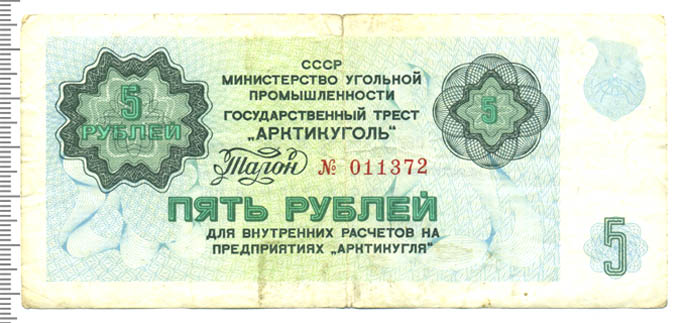 СССР
МИНИСТЕРСТВО УГОЛЬНОЙ
ПРОМЫШЛЕННОСТИ
ГОСУДАРСТВЕННЫЙ ТРЕСТ
„АРКТИКУГОЛЬ"
5
РУБЛЕЙ
5
Талон № 011372
ПЯТЬ РУБЛЕЙ
ДЛЯ ВНУТРЕННИХ РАСЧЕТОВ НА
ПРЕДПРИЯТИЯХ „АРКТИКУГЛЯ"
5